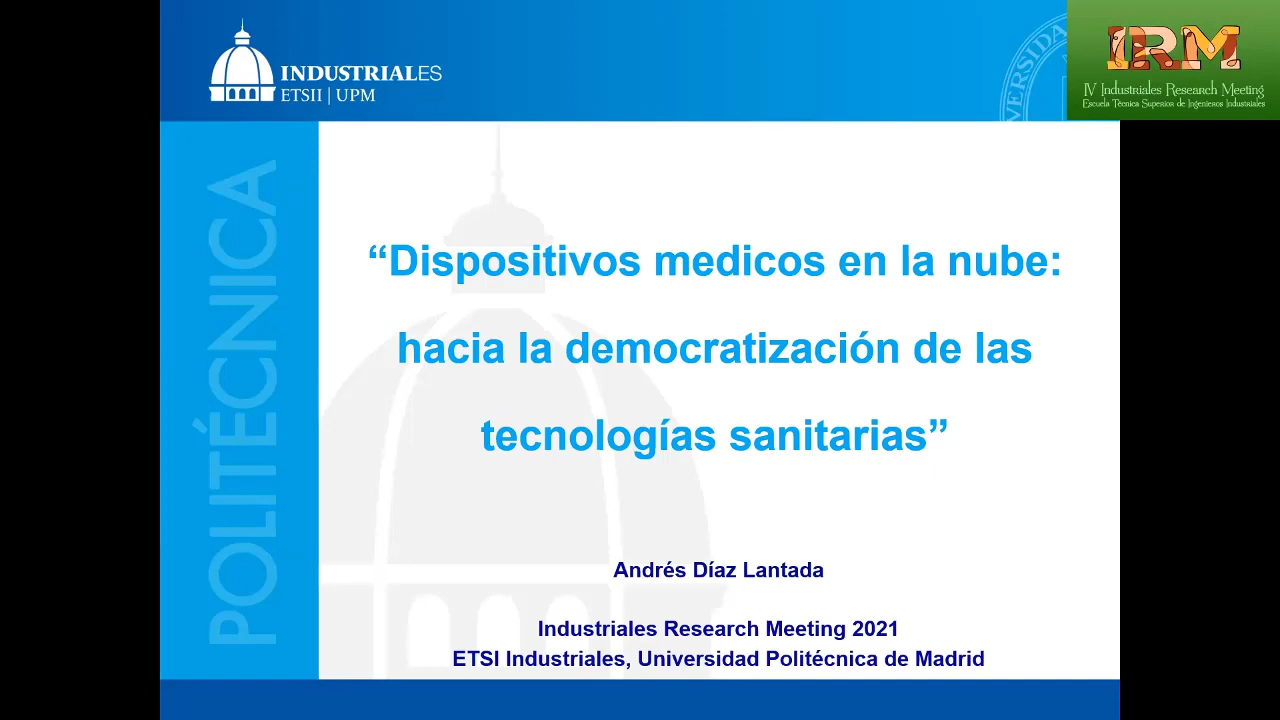 INDUSTRIALES
ETSII | UPM
IRM
IV Industriales Research Meeting
Escuela Técnica Superior de Ingenieros Industriales
POLITÉCNICA
“Dispositivos medicos en la nube:
hacia la democratización de las
tecnologías sanitarias”
Andrés Díaz Lantada
Industriales Research Meeting 2021
ETSI Industriales, Universidad Politécnica de Madrid